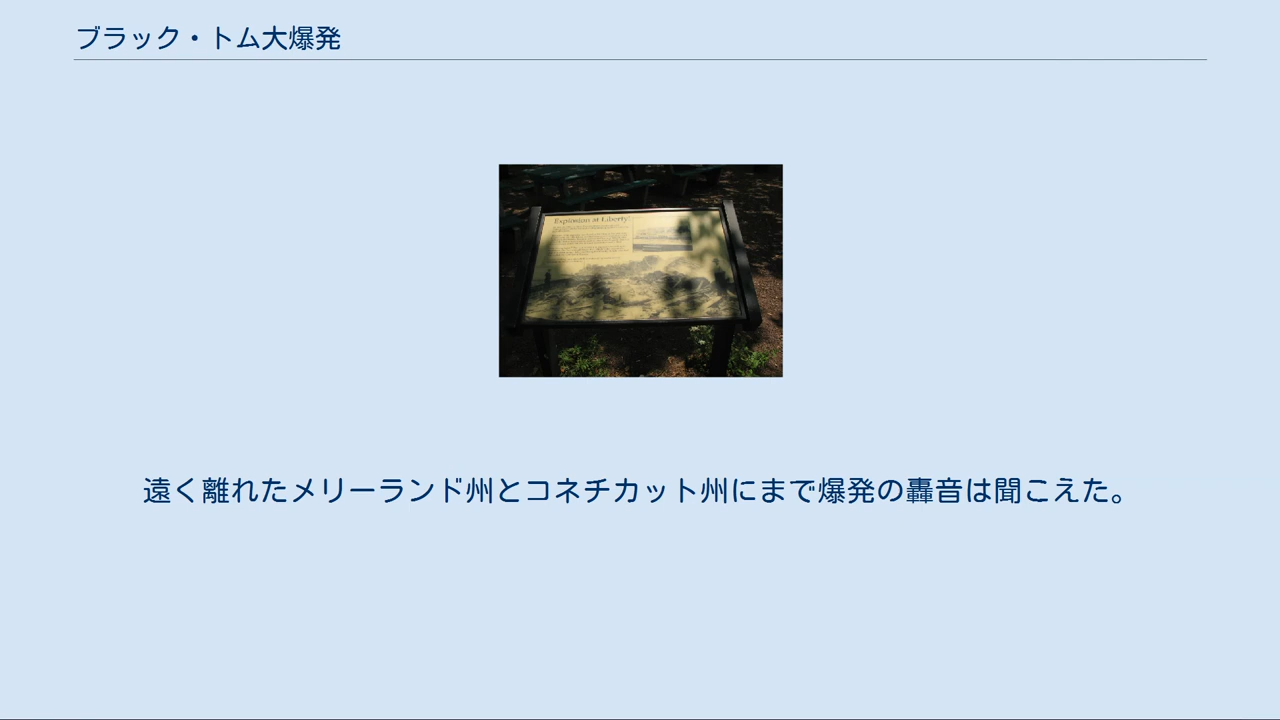 ブラック・トム大爆発
Explosion at Liberty!
遠く離れたメリーランド州とコネチカット州にまで爆発の轟音は聞こえた。